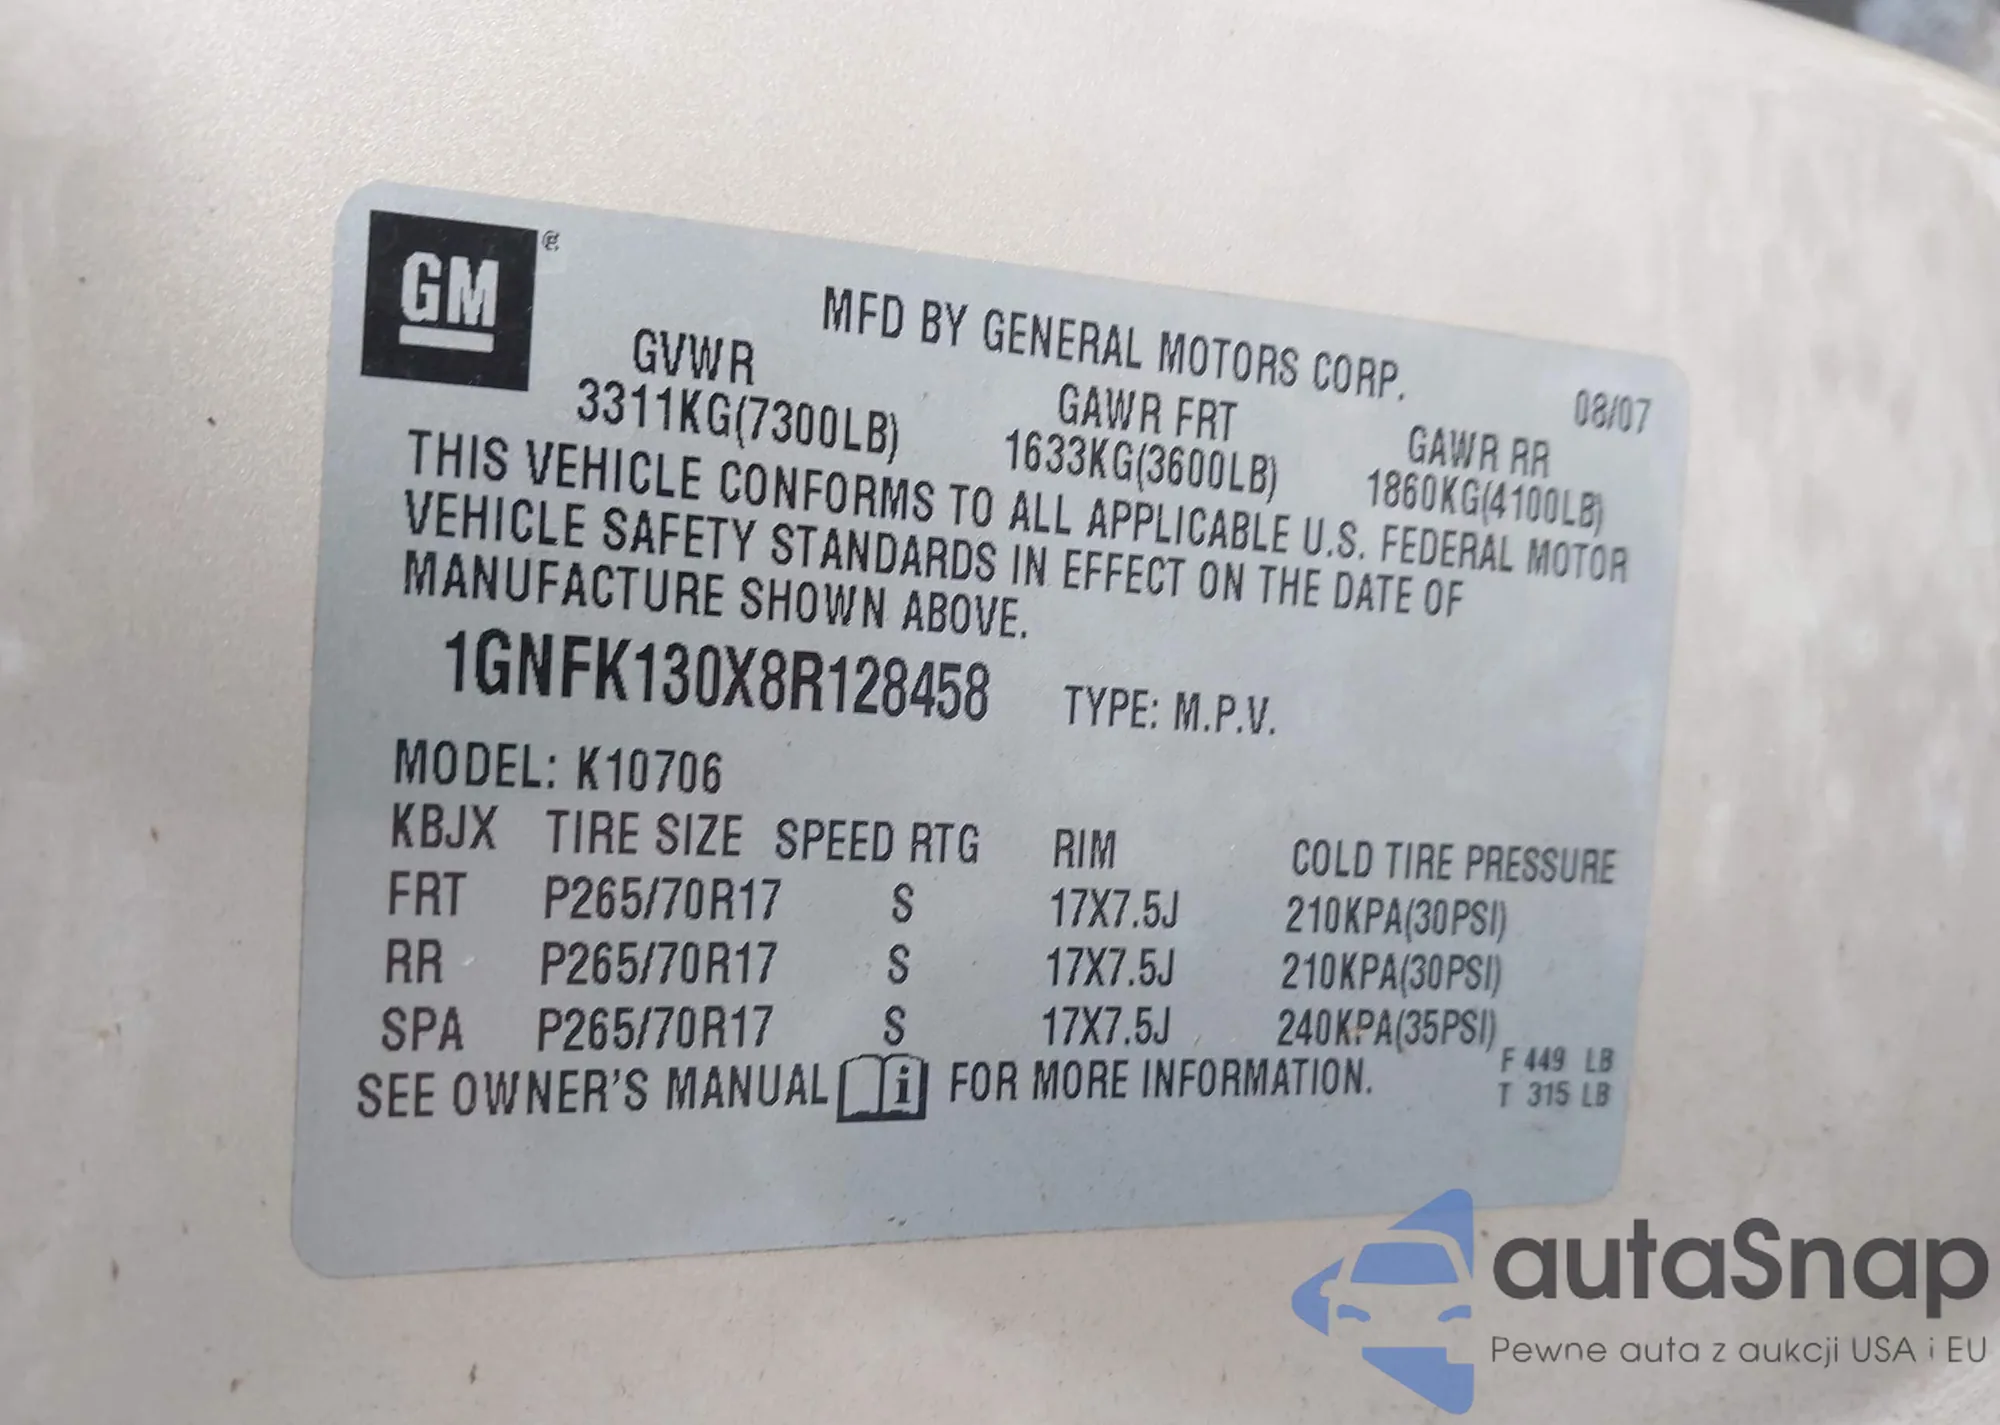 GM®
MFD BY GENERAL MOTORS CORP. 08/07
GVWR GAWR FRT GAWR RR
3311KG(7300LB) 1633KG(3600LB) 1860KG(4100LB)
THIS VEHICLE CONFORMS TO ALL APPLICABLE U.S. FEDERAL MOTOR
VEHICLE SAFETY STANDARDS IN EFFECT ON THE DATE OF
MANUFACTURE SHOWN ABOVE.
1GNFK130X8R128458 TYPE: M.P.V.
MODEL: K10706
KBJX TIRE SIZE SPEED RTG RIM COLD TIRE PRESSURE
FRT P265/70R17 S 17X7.5J 210KPA(30PSI)
RR P265/70R17 S 17X7.5J 210KPA(30PSI)
SPA P265/70R17 S 17X7.5J 240KPA(35PSI)
SEE OWNER'S MANUAL i FOR MORE INFORMATION.
F 449 LB
T 315 LB
autaSnap
Pewne auta z aukcji USA i EU